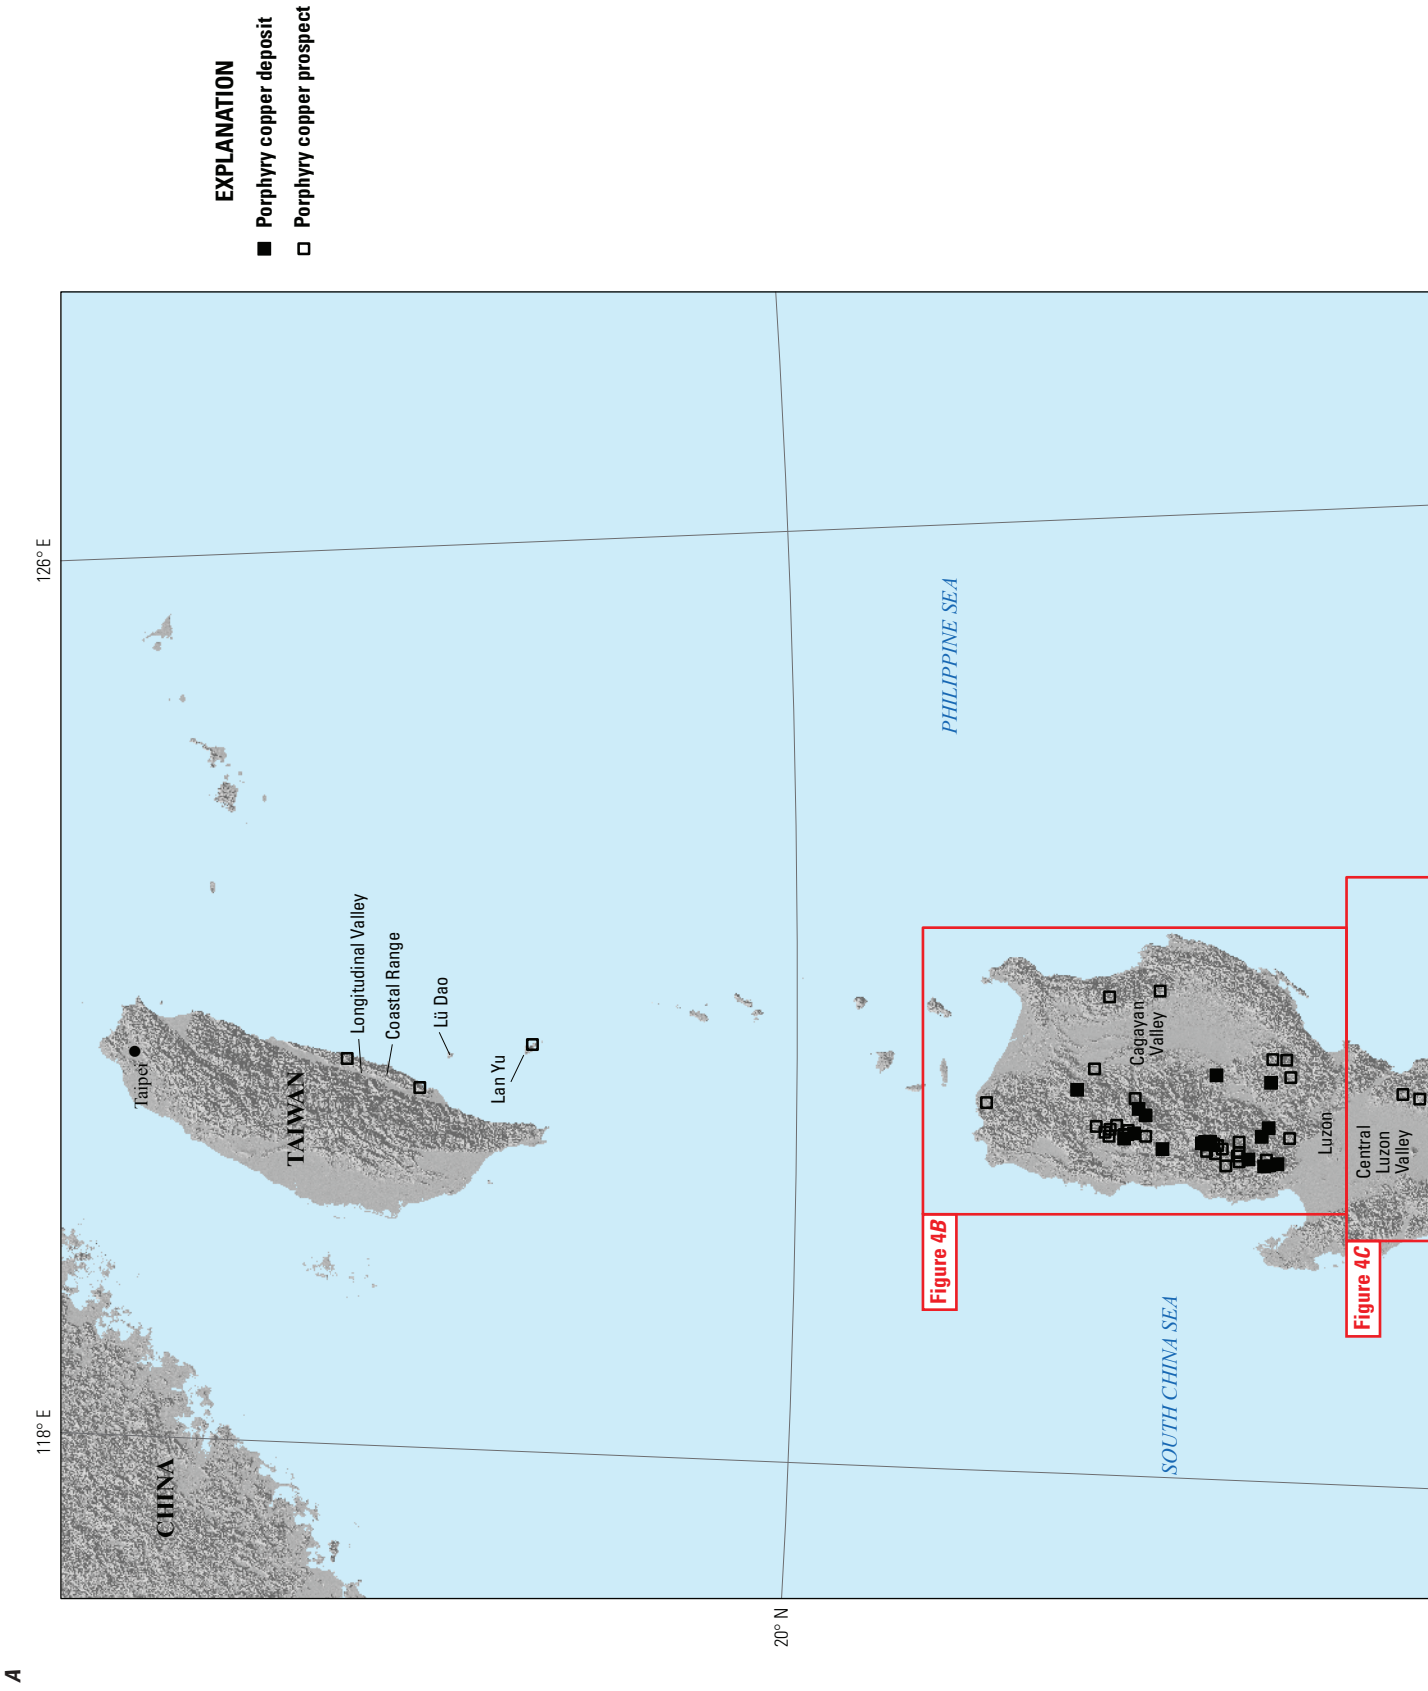 A
EXPLANATION
Porphyry copper deposit
Porphyry copper prospect
118° E
126° E
20° N
CHINA
Taipei
TAIWAN
Longitudinal Valley
Coastal Range
Lü Dao
Lan Yu
PHILIPPINE SEA
SOUTH CHINA SEA
Figure 4B
Cagayan
Valley
Luzon
Figure 4C
Central
Luzon
Valley